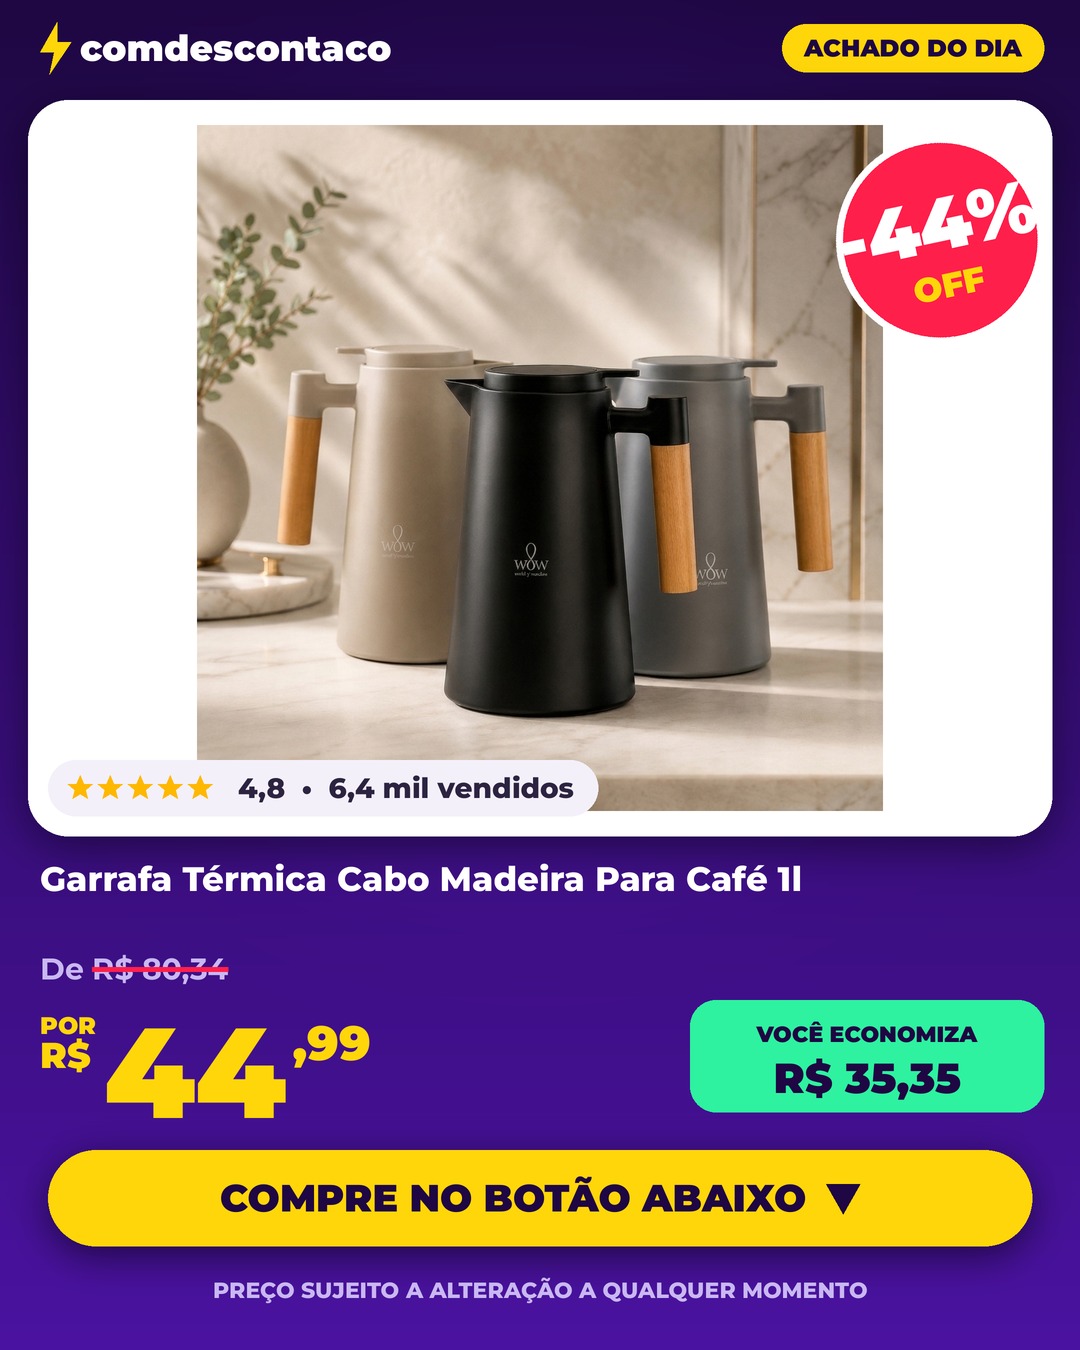 comdescontaco
ACHADO DO DIA
-44%
OFF
WOW
WOW
WOW
4,8 • 6,4 mil vendidos
Garrafa Térmica Cabo Madeira Para Café 1l
De R$ 80,34
POR
R$ 44,99
VOCÊ ECONOMIZA
R$ 35,35
COMPRE NO BOTÃO ABAIXO ▼
PREÇO SUJEITO A ALTERAÇÃO A QUALQUER MOMENTO